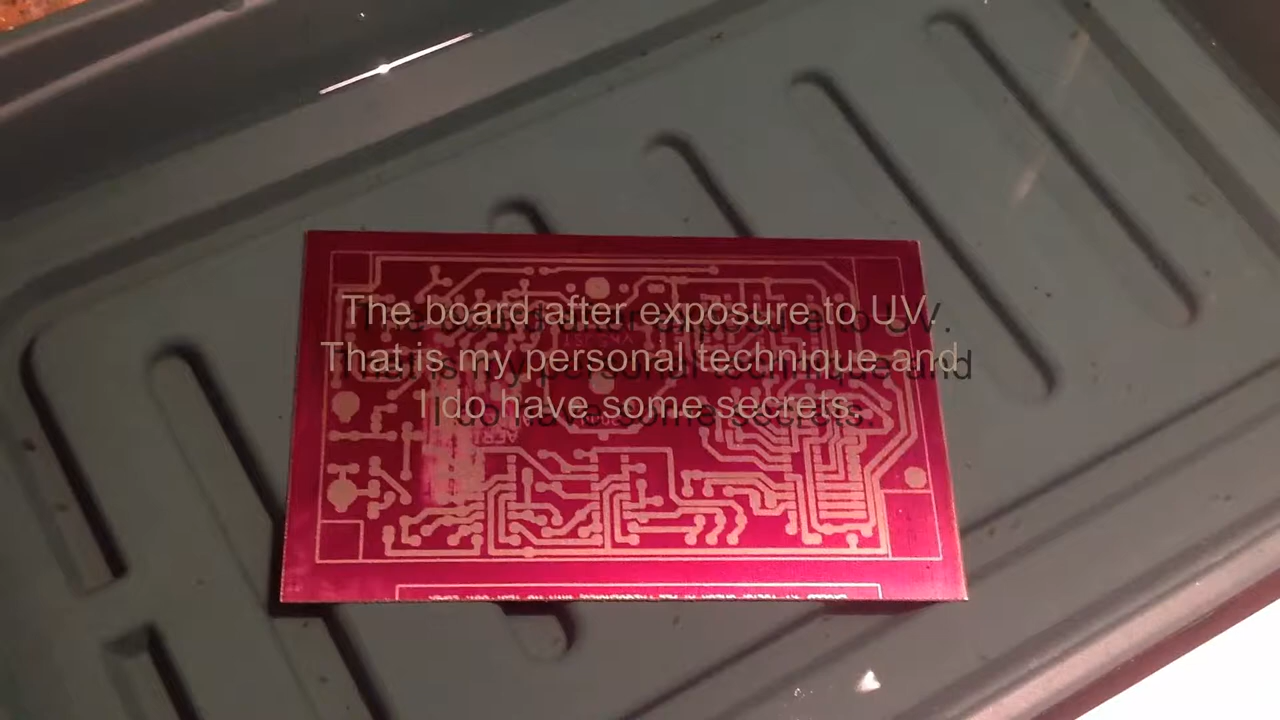 The board after exposure to UV.
That is my personal technique and
I do have some secrets.